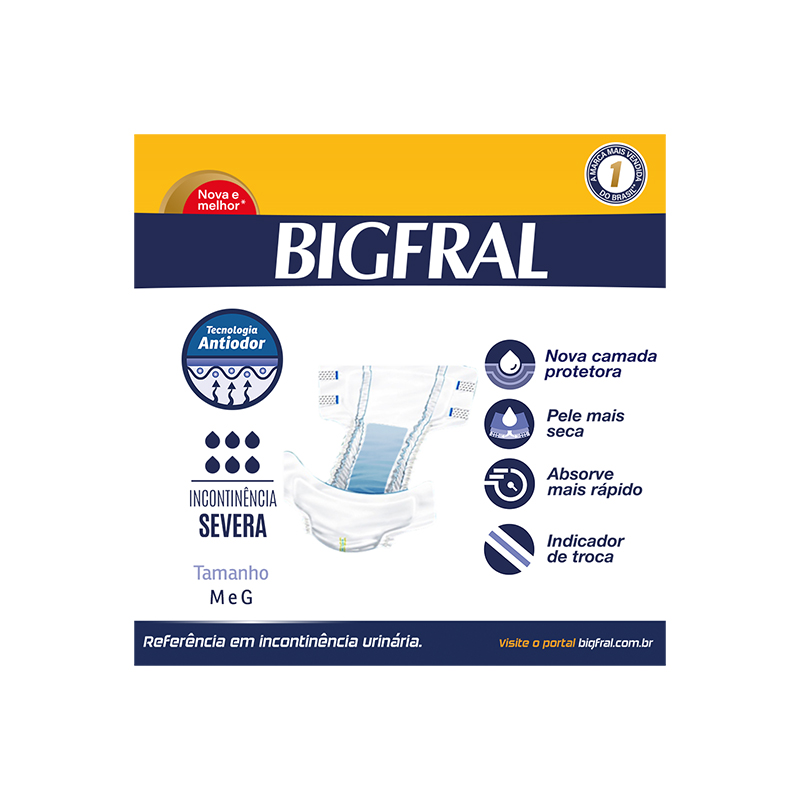 A MARCA MAIS VENDIDA
1
DO BRASIL*
Nova e
melhor*
BIGFRAL
Tecnologia
Antiodor
INCONTINÊNCIA
SEVERA
Tamanho
M e G
Nova camada
protetora
Pele mais
seca
Absorve
mais rápido
Indicador
de troca
Referência em incontinência urinária.
Visite o portal bigfral.com.br